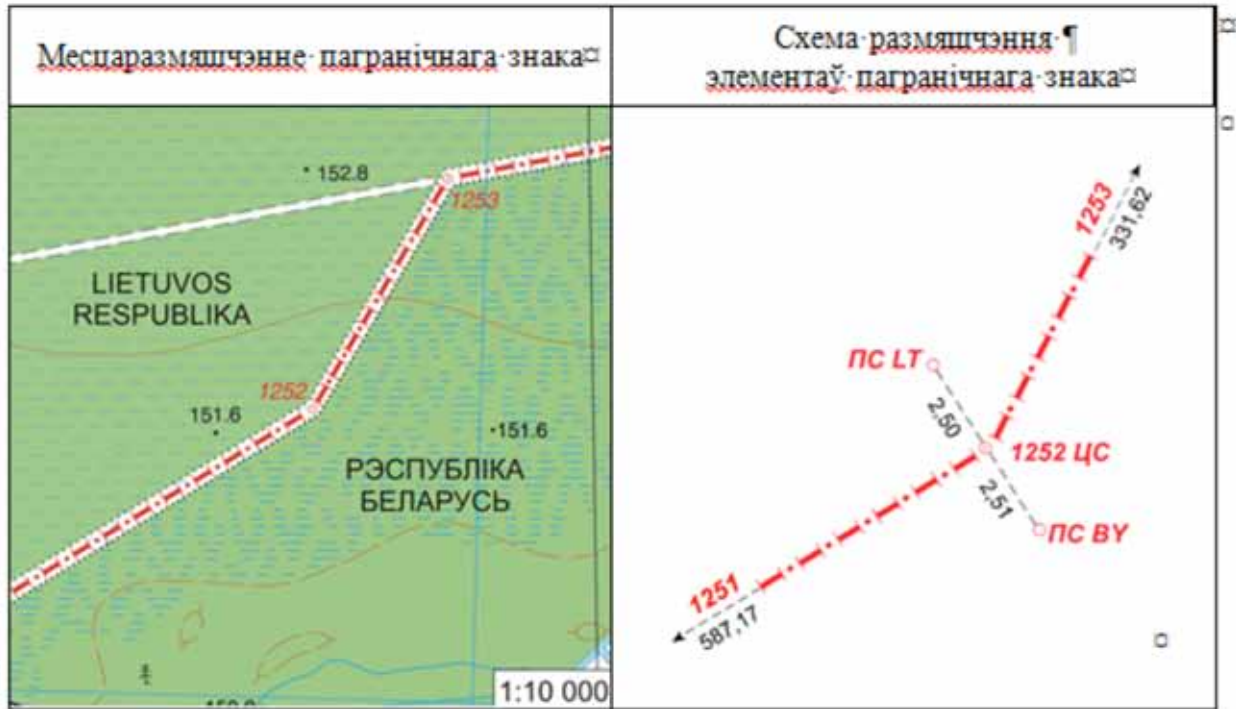 Месцаразмяшчэнне·пагранічнага·знака¤
Схема·размяшчэння·¶
элементаў·пагранічнага·знака¤
¤
¤
152.8
1253
LIETUVOS
RESPUBLIKA
1252
151.6
151.6
РЭСПУБЛІКА
БЕЛАРУСЬ
1:10 000
1253
331,62
ПС LT
2,50
1252 ЦС
2,51
ПС BY
1251
587,17
¤